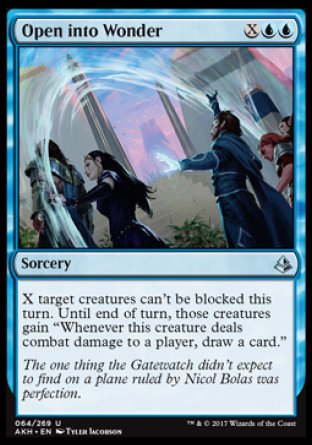 Open into Wonder XUU
Sorcery
X target creatures can't be blocked this
turn. Until end of turn, those creatures
gain “Whenever this creature deals
combat damage to a player, draw a card.”
The one thing the Gatewatch didn't expect
to find on a plane ruled by Nicol Bolas was
perfection.
064/269 U
AKH • EN Tyler Jacobson
™ & © 2017 Wizards of the Coast